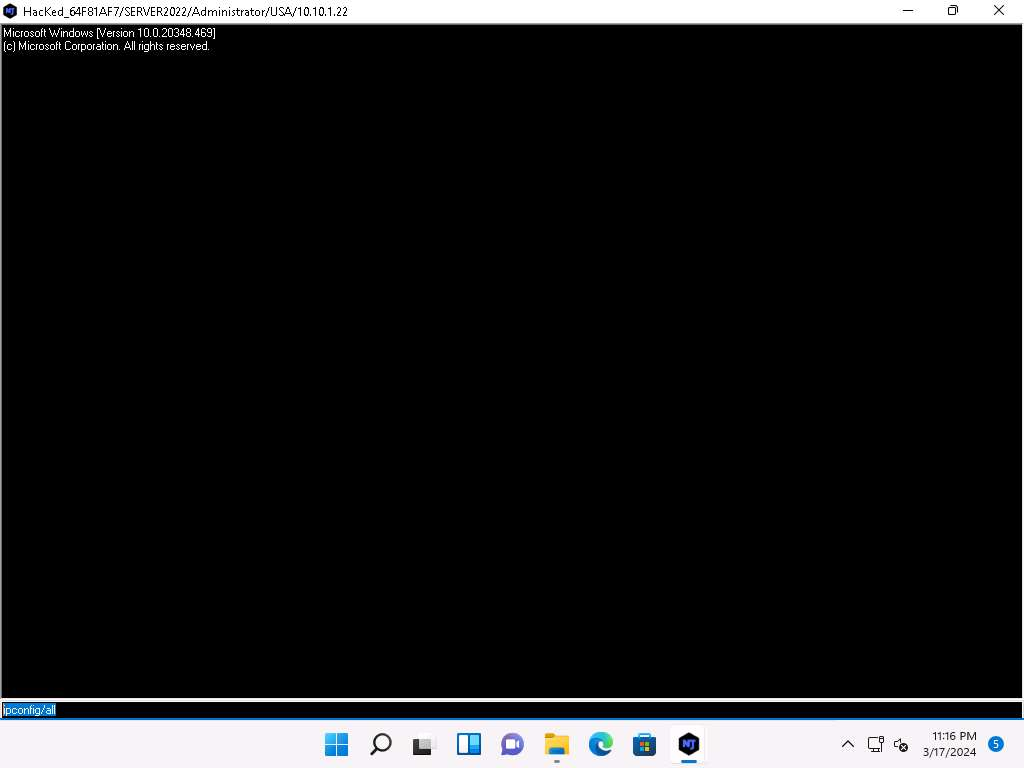 HacKed_64F81AF7/SERVER2022/Administrator/USA/10.10.1.22
Microsoft Windows [Version 10.0.20348.469]
(c) Microsoft Corporation. All rights reserved.
ipconfig/all
NJ
11:16 PM
3/17/2024
5